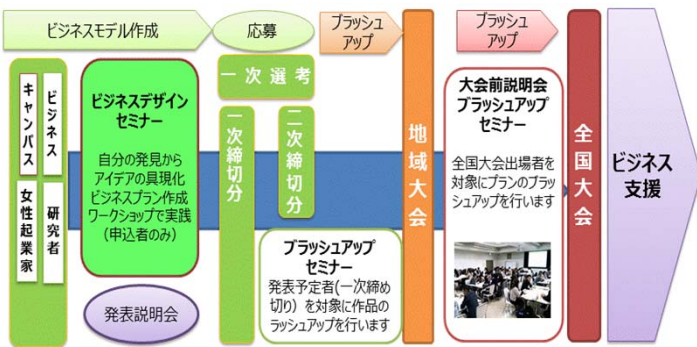 ビジネスモデル作成
応募
ブラッシュ
アップ
ブラッシュ
アップ
キャンパス
ビジネス
女性起業家
研究者
ビジネスデザイン
セミナー
自分の発見から
アイデアの具現化
ビジネスプラン作成
ワークショップで実践
(申込者のみ)
発表説明会
一次選考
一次締切分
二次締切分
ブラッシュアップ
セミナー
発表予定者(一次締め
切り)を対象に作品の
ラッシュアップを行います
地域大会
大会前説明会
ブラッシュアップ
セミナー
全国大会出場者を
対象にプランのブラッ
シュアップを行います
全国大会
ビジネス
支援